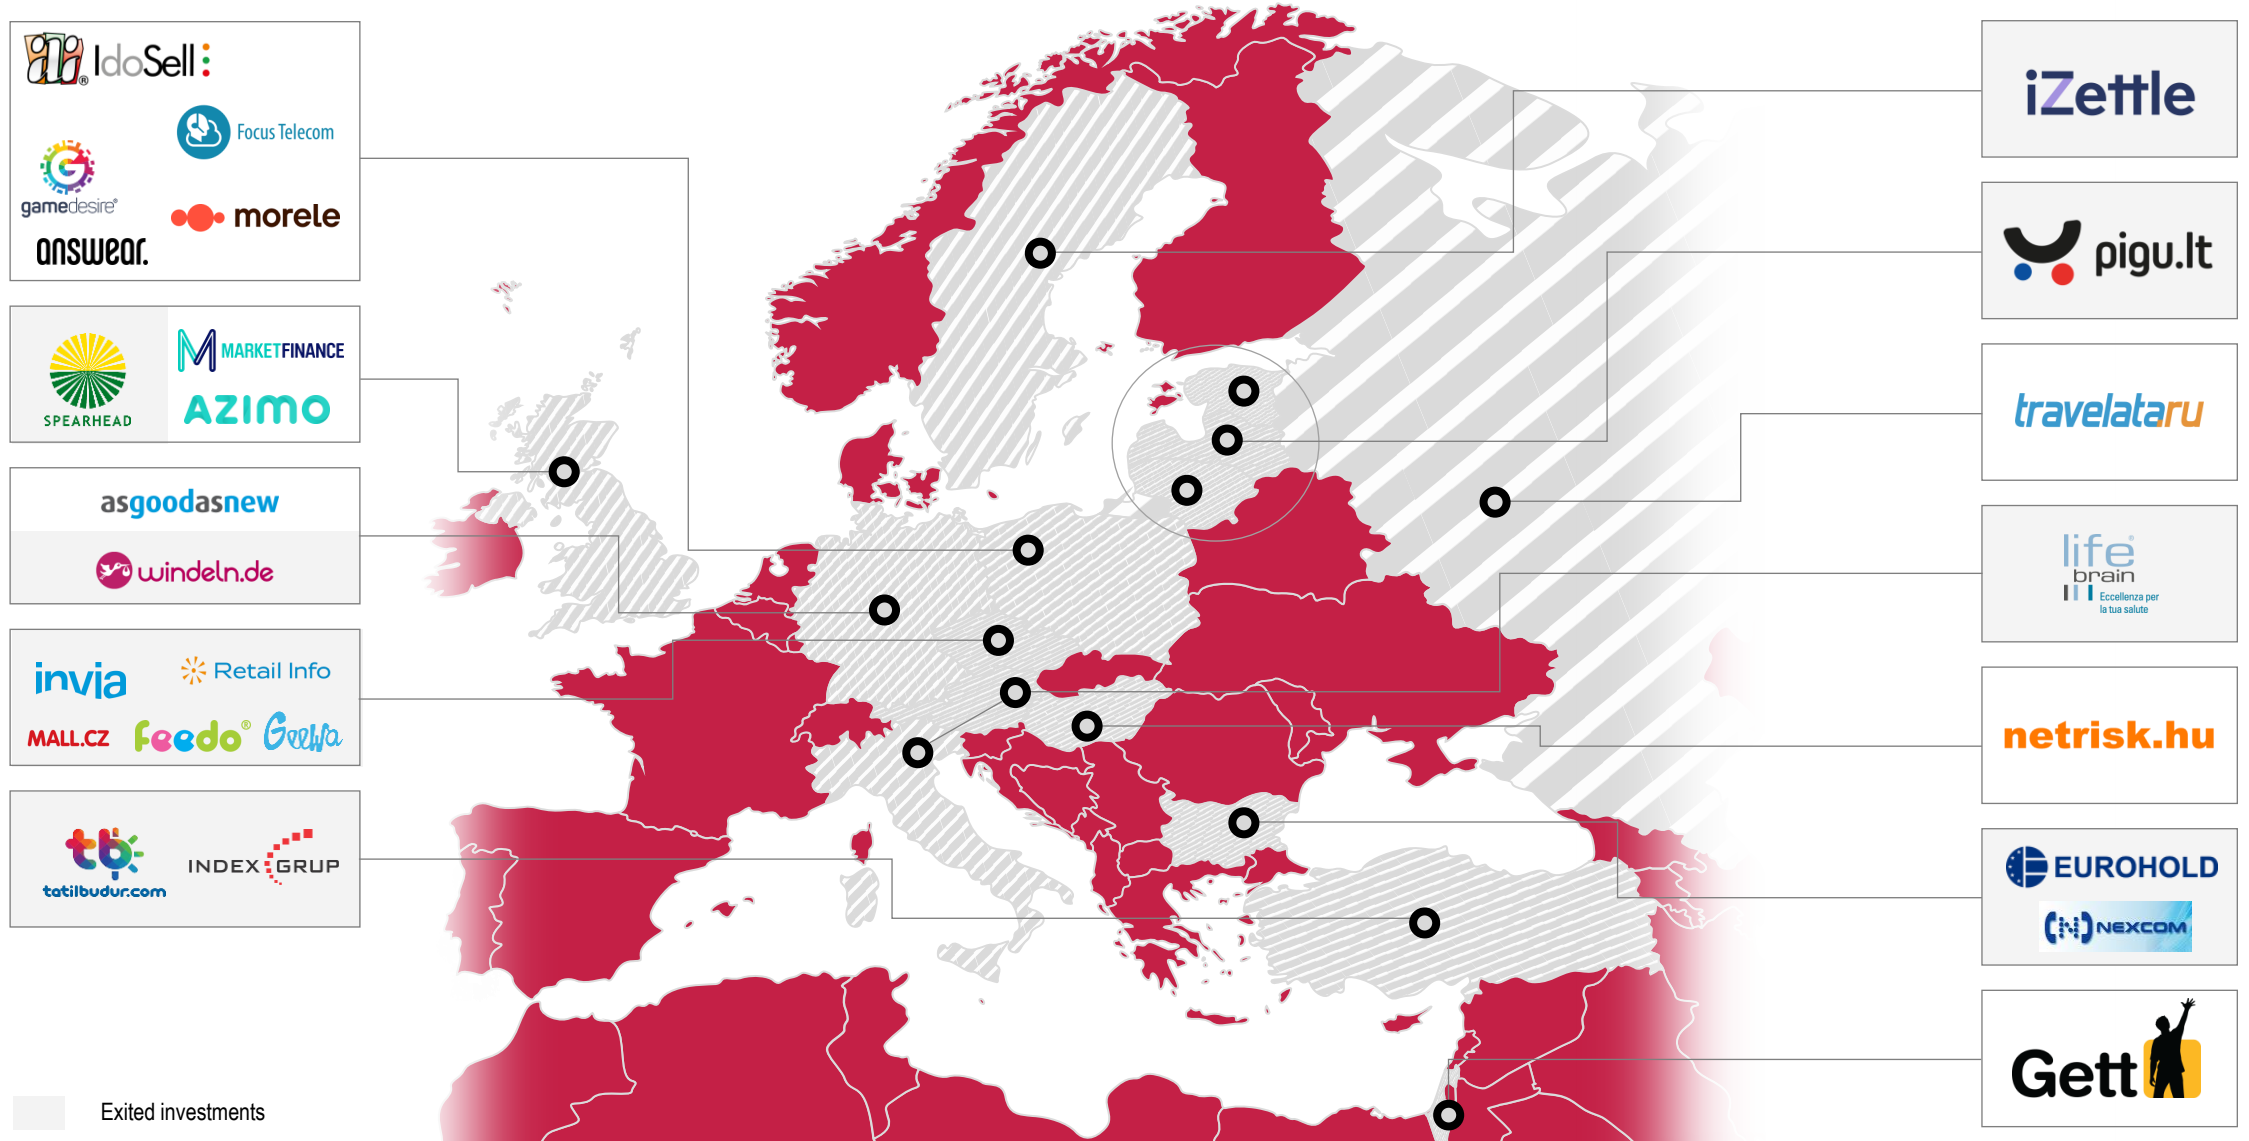 IdoSell
®
Focus Telecom
gamedesire®
morele
answear.
SPEARHEAD
MARKETFINANCE
AZIMO
asgoodasnew
windeln.de
invia
Retail Info
MALL.CZ
feedo®
Geewa
tatilbudur.com
INDEX GRUP
Exited investments
iZettle
pigu.lt
travelata.ru
life®
brain
Eccellenza per
la tua salute
netrisk.hu
EUROHOLD
NEXCOM
Gett